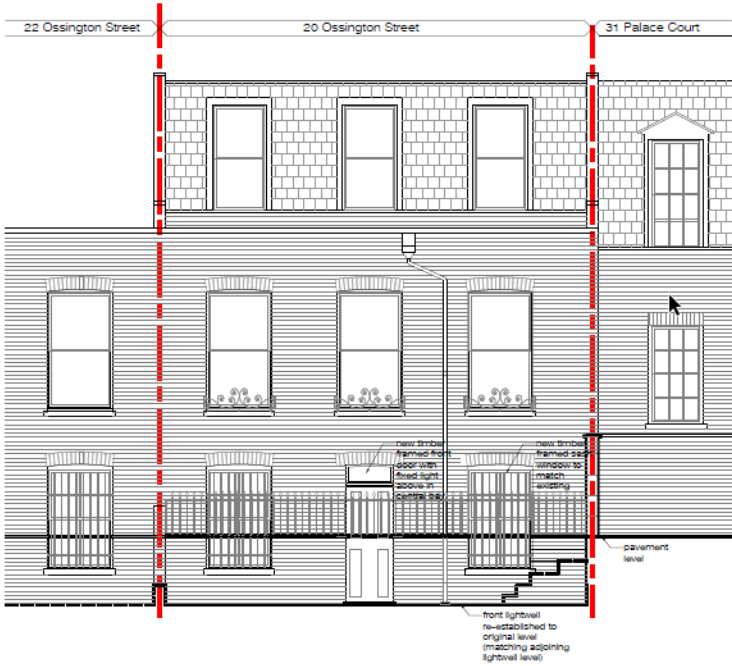 22 Ossington Street
20 Ossington Street
31 Palace Court
new timber
framed front
door with
fixed light
above in
central bay
new timber
framed sash
window to
match
existing
pavement
level
front lightwell
re-established to
original level
(matching adjoining
lightwell level)